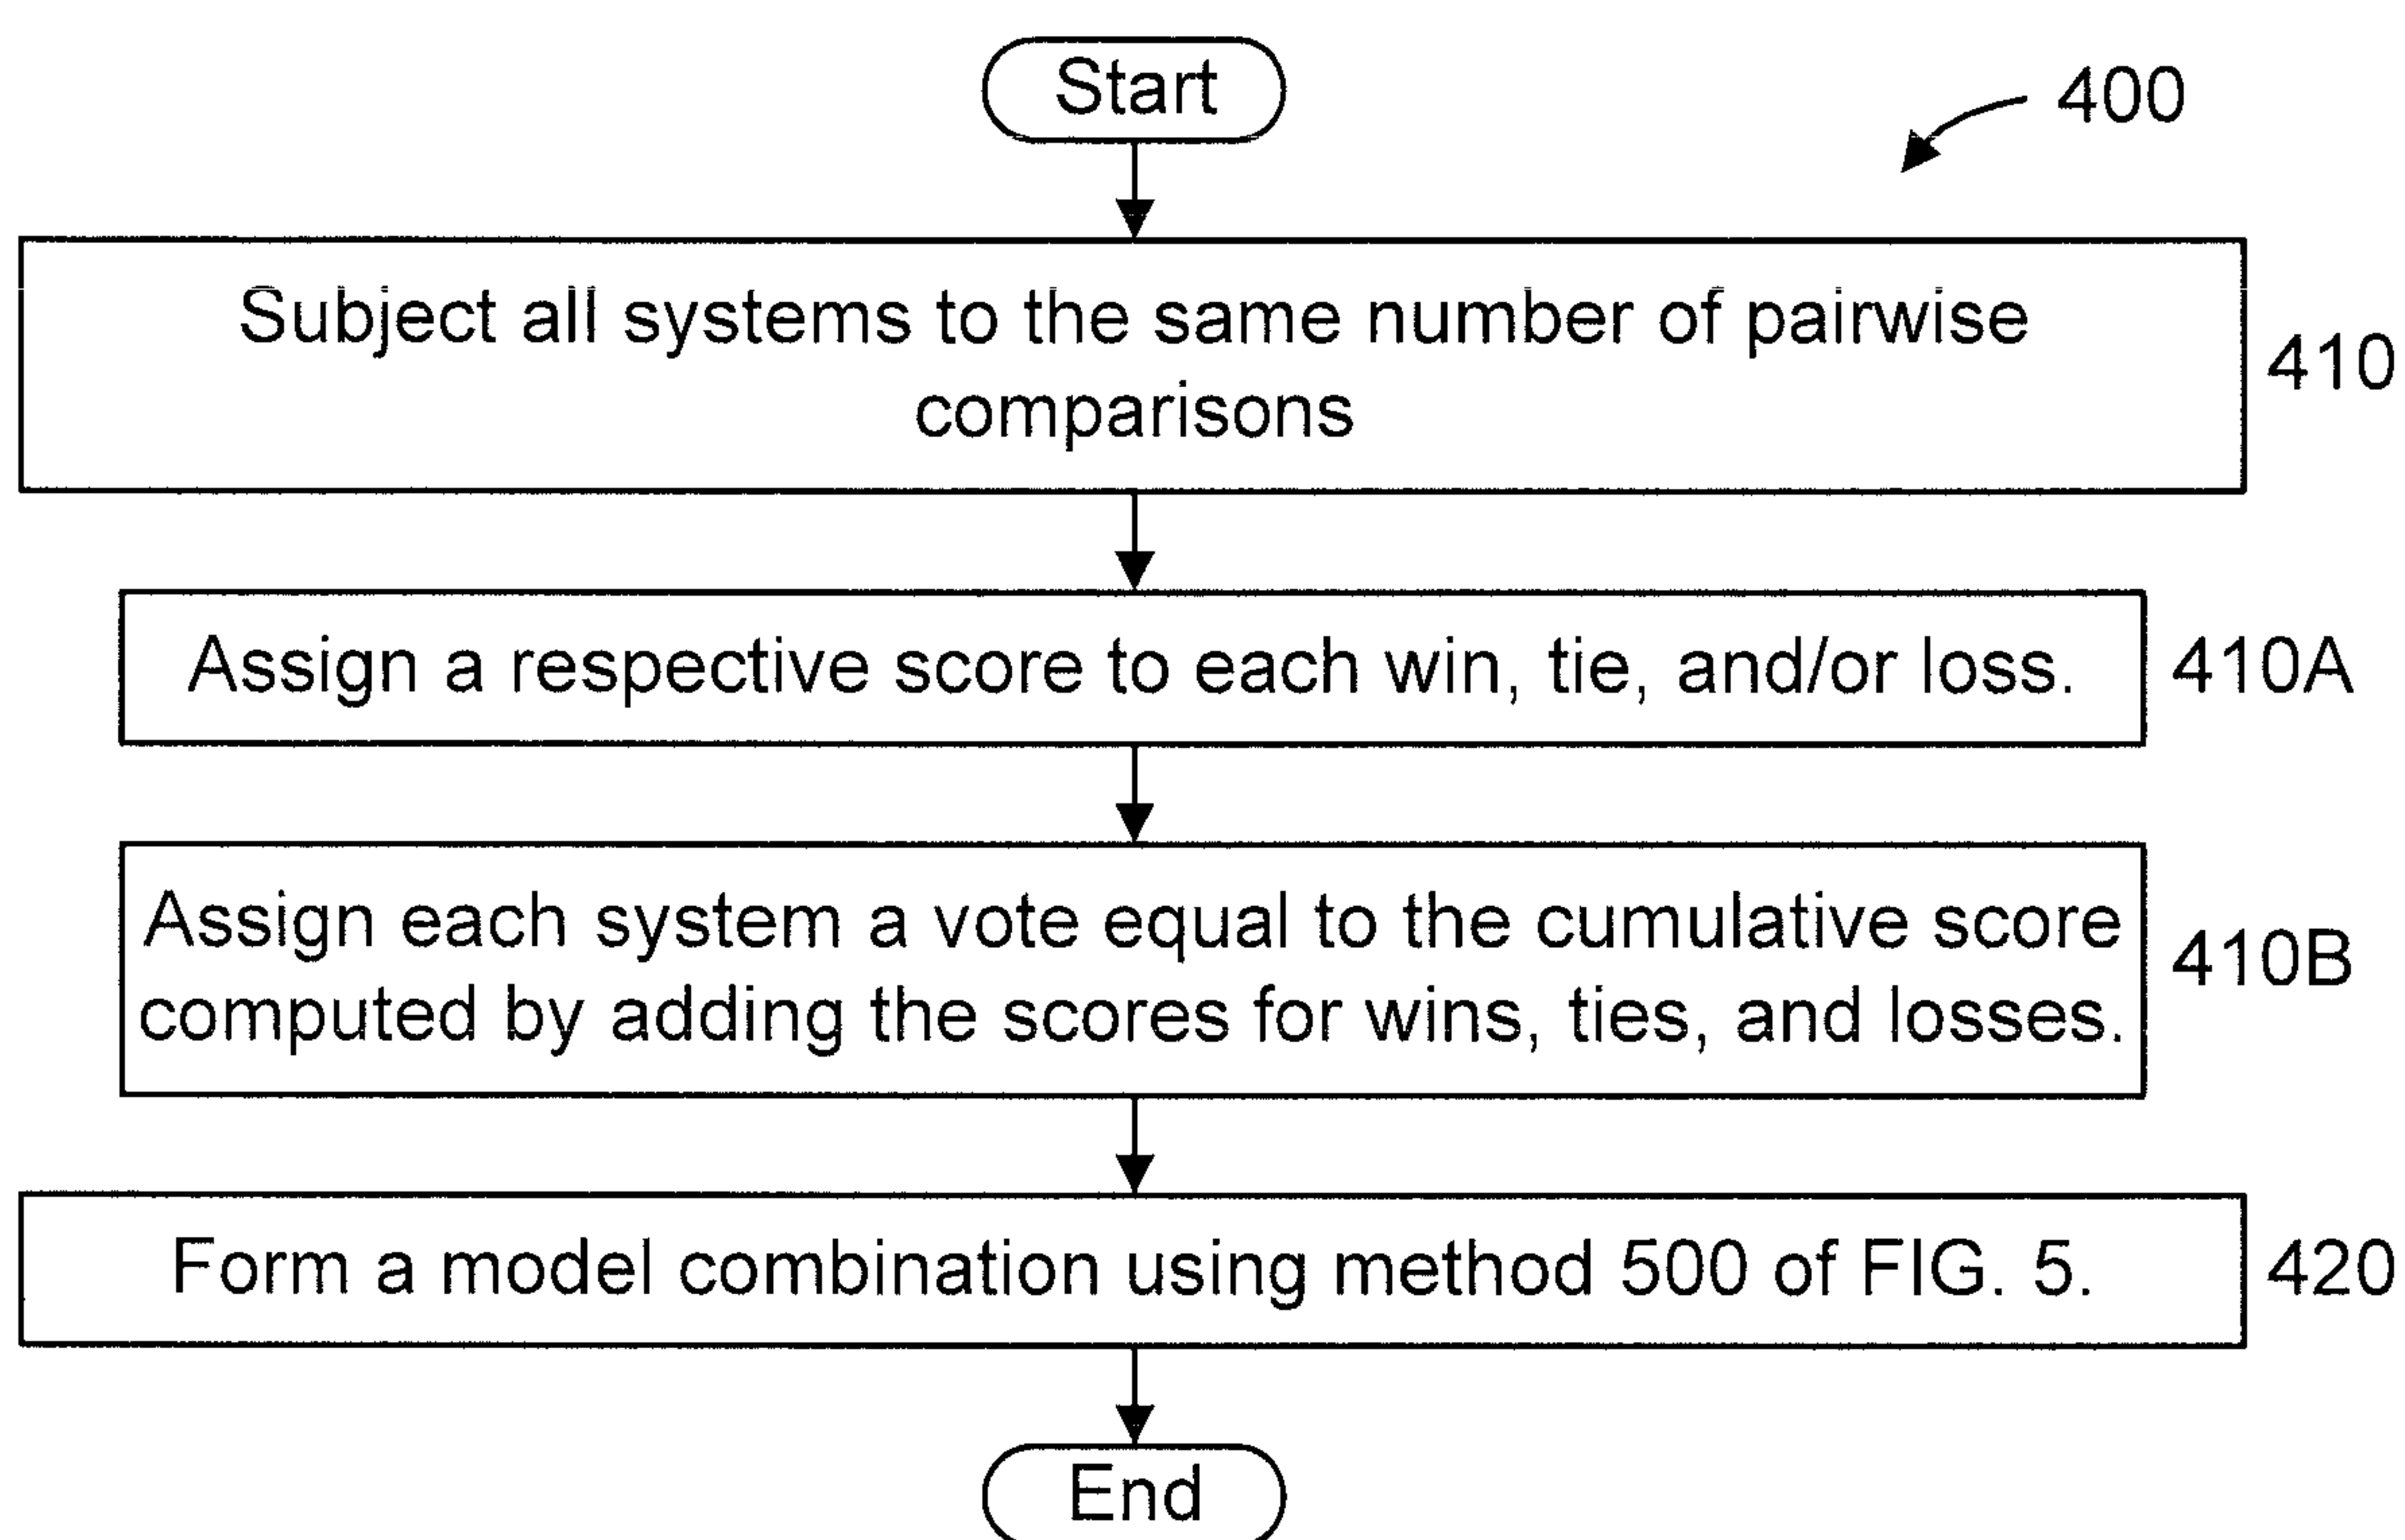 Start
400
Subject all systems to the same number of pairwise
comparisons
410
Assign a respective score to each win, tie, and/or loss.
410A
Assign each system a vote equal to the cumulative score
computed by adding the scores for wins, ties, and losses.
410B
Form a model combination using method 500 of FIG. 5.
420
End